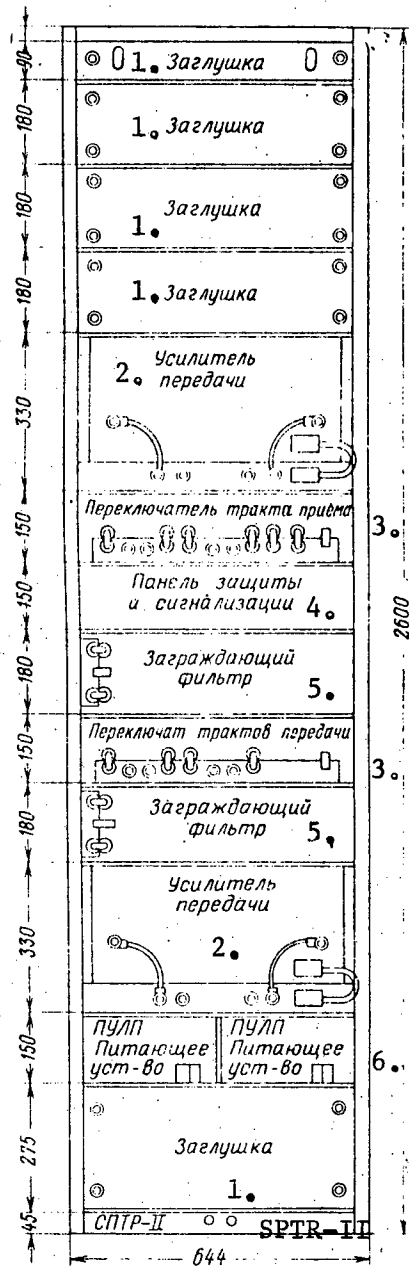 90
1. Заглушка
180
1. Заглушка
180
Заглушка
1.
180
1. Заглушка
330
Усилитель
2. передачи
150
Переключатель тракта приёма
3.
150
Панель защиты
и сигнализации 4.
2600
180
Заграждающий
фильтр 5.
150
Переключат трактов передачи
3.
180
Заграждающий
фильтр 5.
330
Усилитель
передачи
2.
150
ПУЛП ПУЛП
Питающее Питающее
уст-во уст-во
6.
275
Заглушка
1.
45
СПТР-II SPTR-II
644